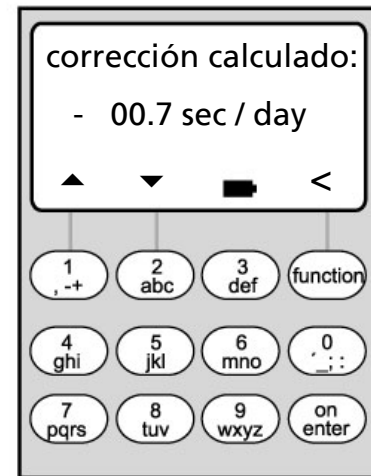 corrección calculado:
- 00.7 sec / day
<
1 2 3 function
, -+ abc def
4 5 6 0
ghi jkl mno ´_;:
7 8 9 on
pqrs tuv wxyz enter